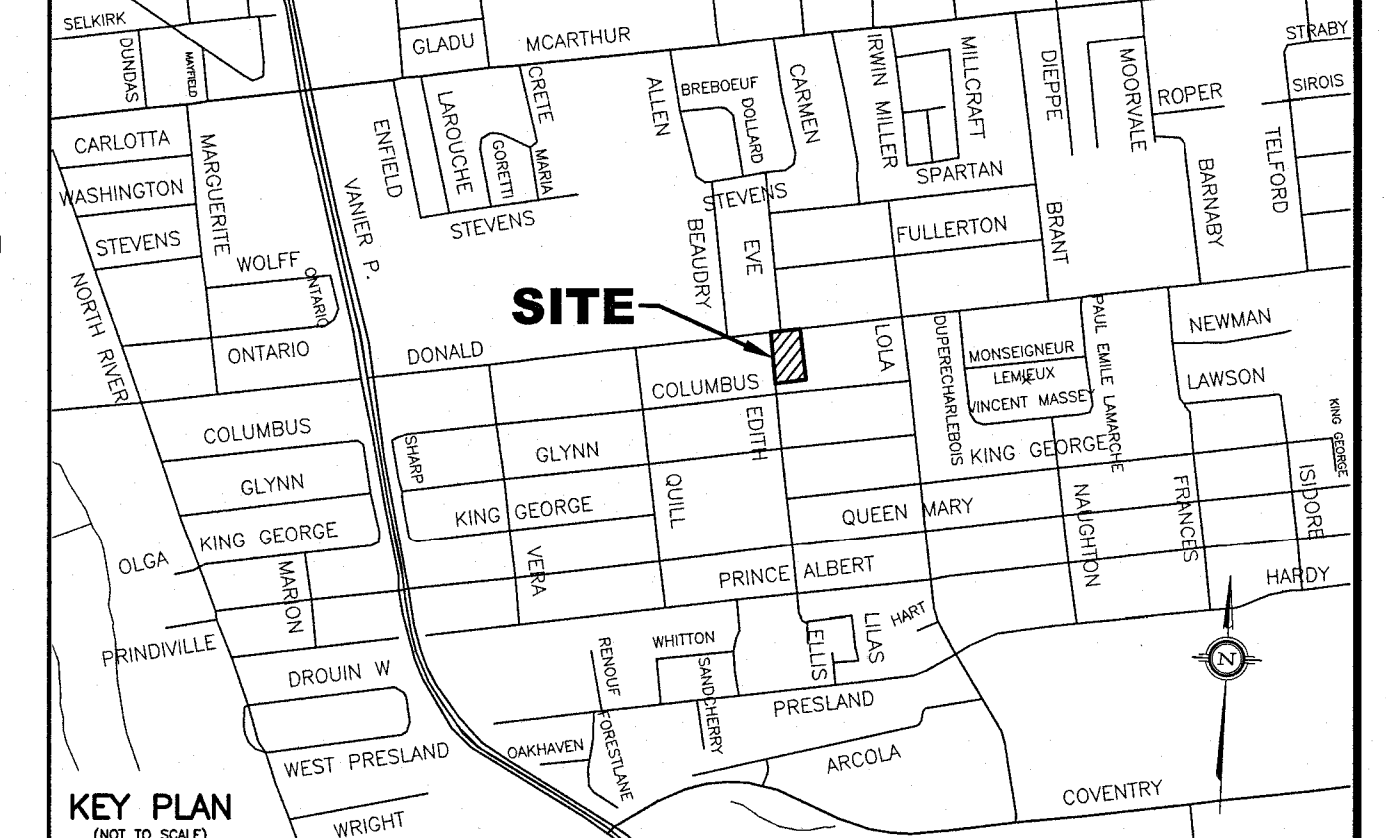 SELKIRK
DUNDAS
MAYFIELD
GLADU
MCARTHUR
CRETE
ALLEN
BREBOEUF
DOLLARD
CARMEN
IRWIN MILLER
MILLCRAFT
DIEPPE
MOORVALE
ROPER
STRABY
SIROIS
CARLOTTA
WASHINGTON
STEVENS
MARGUERITE
ENFIELD
LAROUCHE
GORETTI
MARIA
STEVENS
STEVENS
SPARTAN
FULLERTON
BRANT
BARNABY
TELFORD
NORTH RIVER
WOLFF
ONTARIO
ONTARIO
VANIER P.
BEAUDRY
EVE
SITE
DONALD
COLUMBUS
LOLA
DUPERECHARLEBOIS
MONSEIGNEUR
LEMIEUX
VINCENT MASSEY
PAUL EMILE LAMARCHE
NEWMAN
LAWSON
KING GEORGE
COLUMBUS
GLYNN
KING GEORGE
SHARP
GLYNN
KING GEORGE
EDITH
QUILL
KING GEORGE
QUEEN MARY
NAUGHTON
FRANCES
ISIDORE
OLGA
MARION
VERA
PRINCE ALBERT
HARDY
PRINDIVILLE
DROUIN W
RENOUF
WHITTON
SANDCHERRY
ELLIS
LILAS
HART
PRESLAND
N
WEST PRESLAND
OAKHAVEN
FORESTLANE
ARCOLA
COVENTRY
WRIGHT
KEY PLAN
(NOT TO SCALE)